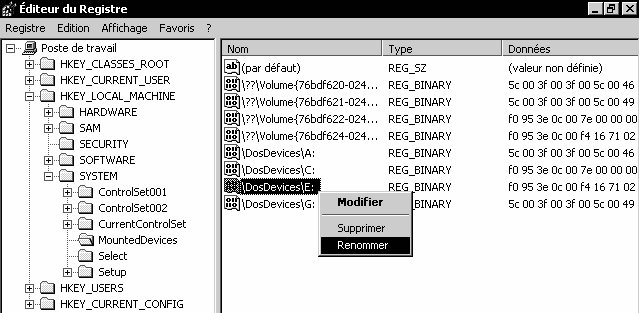 Éditeur du Registre
Registre Edition Affichage Favoris ?
Poste de travail
HKEY_CLASSES_ROOT
HKEY_CURRENT_USER
HKEY_LOCAL_MACHINE
HARDWARE
SAM
SECURITY
SOFTWARE
SYSTEM
ControlSet001
ControlSet002
CurrentControlSet
MountedDevices
Select
Setup
HKEY_USERS
HKEY_CURRENT_CONFIG
Nom Type Données
(par défaut) REG_SZ (valeur non définie)
\??\Volume{76bdf620-024... REG_BINARY 5c 00 3f 00 3f 00 5c 00 46
\??\Volume{76bdf621-024... REG_BINARY 5c 00 3f 00 3f 00 5c 00 49
\??\Volume{76bdf622-024... REG_BINARY f0 95 3e 0c 00 7e 00 00 00
\??\Volume{76bdf624-024... REG_BINARY f0 95 3e 0c 00 f4 16 71 02
\DosDevices\A: REG_BINARY 5c 00 3f 00 3f 00 5c 00 46
\DosDevices\C: REG_BINARY f0 95 3e 0c 00 7e 00 00 00
\DosDevices\E: REG_BINARY f0 95 3e 0c 00 f4 16 71 02
\DosDevices\G: REG_BINARY 5c 00 3f 00 3f 00 5c 00 49
Modifier
Supprimer
Renommer